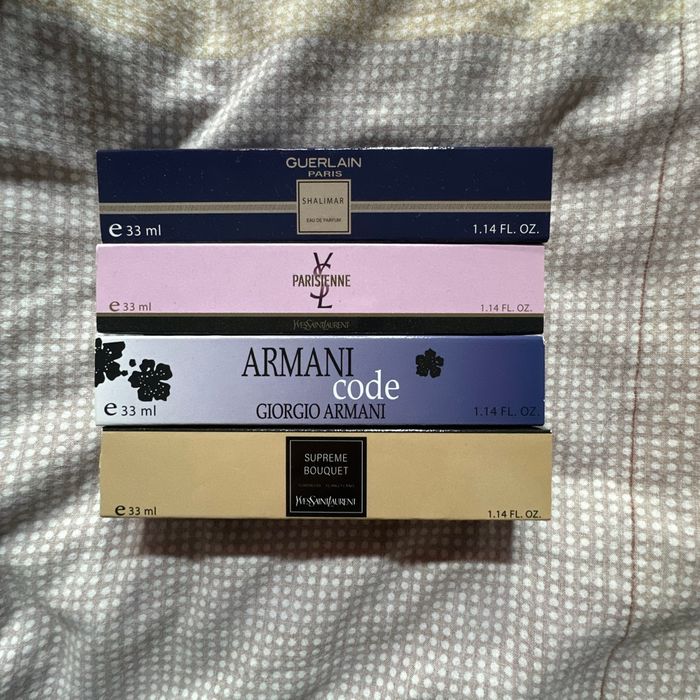 GUERLAIN
PARIS
SHALIMAR
EAU DE PARFUM
e 33 ml
1.14 FL. OZ.
YSL
PARISIENNE
e 33 ml
1.14 FL. OZ.
YVESSAINTLAURENT
ARMANI
code
GIORGIO ARMANI
e 33 ml
1.14 FL. OZ.
SUPREME
BOUQUET
YVESSAINTLAURENT
e 33 ml
1.14 FL. OZ.